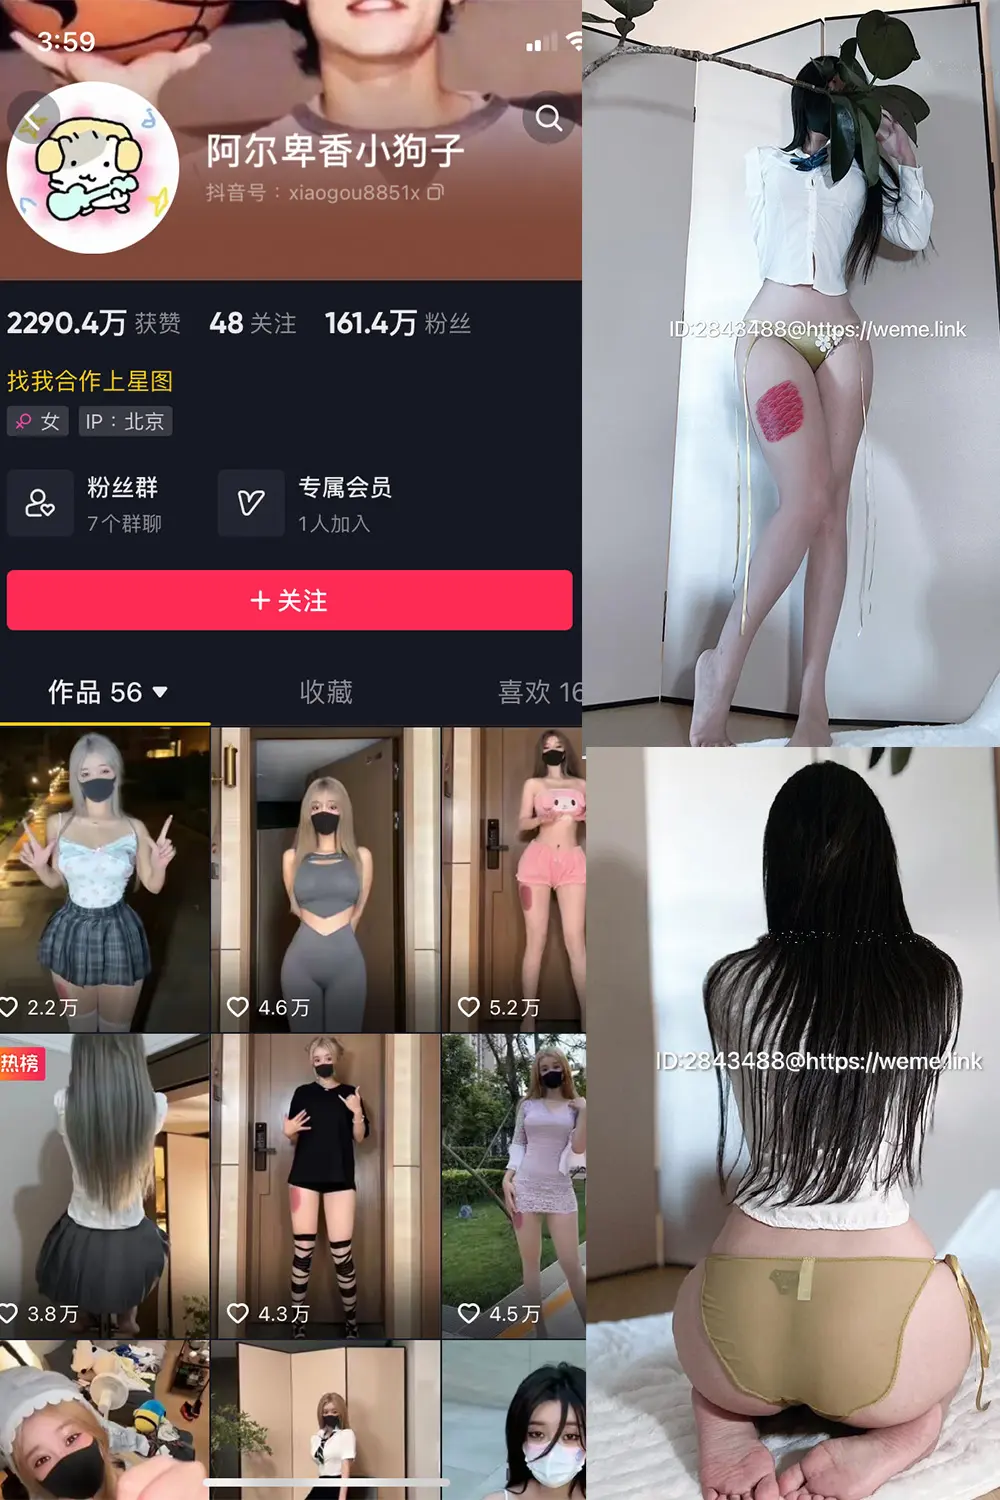 3:59
阿尔卑香小狗子
抖音号：xiaogou8851x
2290.4万 获赞 48 关注 161.4万 粉丝
找我合作上星图
女 IP：北京
粉丝群
7个群聊
专属会员
1人加入
+ 关注
作品 56 收藏 喜欢 16
2.2万 4.6万 5.2万
热榜
3.8万 4.3万 4.5万
ID:2843488@https://weme.link
ID:2843488@https://weme.link